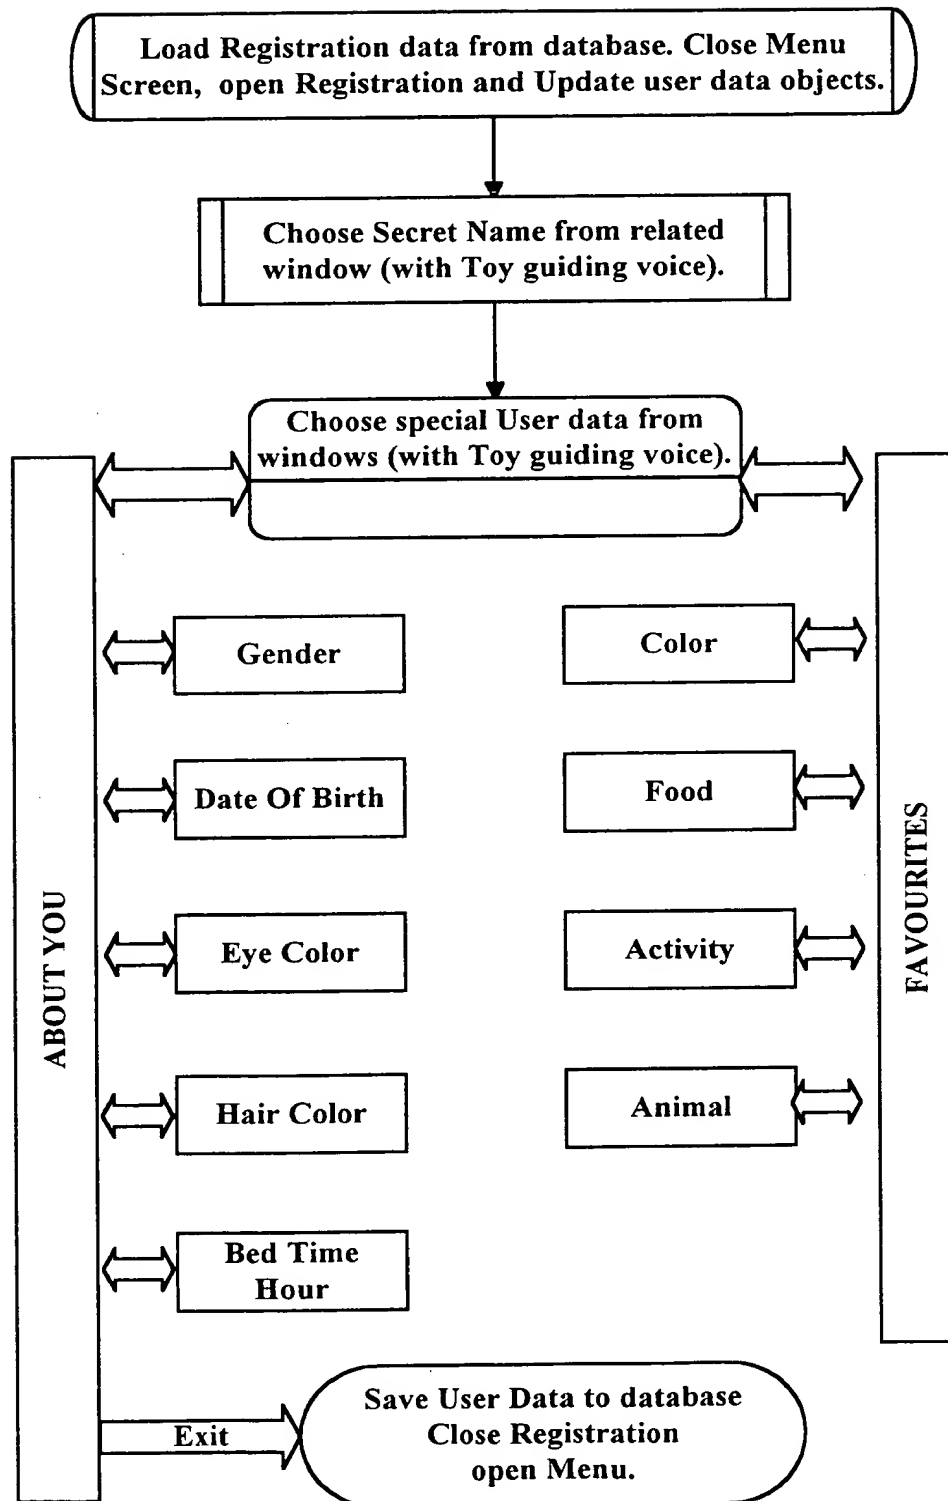 Load Registration data from database. Close Menu
Screen, open Registration and Update user data objects.
Choose Secret Name from related
window (with Toy guiding voice).
Choose special User data from
windows (with Toy guiding voice).
ABOUT YOU
Gender
Date Of Birth
Eye Color
Hair Color
Bed Time
Hour
Color
Food
Activity
Animal
FAVOURITES
Exit
Save User Data to database
Close Registration
open Menu.